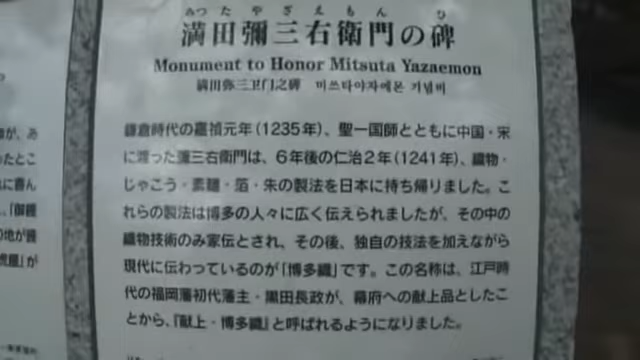 みつたやざえもん ひ
満田彌三右衛門の碑
Monument to Honor Mitsuta Yazaemon
満田弥三卫门之碑 미쓰타야자에몬 기념비
鎌倉時代の嘉禎元年(1235年)、聖一国師とともに中国・宋
に渡った彌三右衛門は、6年後の仁治2年(1241年)、織物・
じゃこう・素麺・箔・朱の製法を日本に持ち帰りました。こ
れらの製法は博多の人々に広く伝えられましたが、その中の
織物技術のみ家伝とされ、その後、独自の技法を加えながら
現代に伝わっているのが「博多織」です。この名称は、江戸時
代の福岡藩初代藩主・黒田長政が、幕府への献上品としたこ
とから、『献上・博多織』と呼ばれるようになりました。